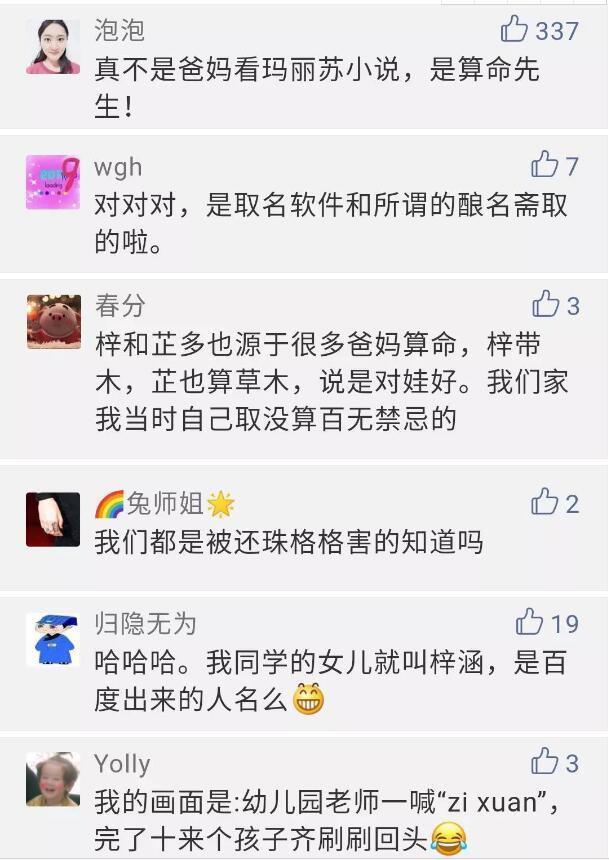 泡泡
337
真不是爸妈看玛丽苏小说，是算命先
生！
wgh
7
对对对，是取名软件和所谓的酿名斋取
的啦。
春分
3
梓和芷多也源于很多爸妈算命，梓带
木，芷也算草木，说是对娃好。我们家
我当时自己取没算百无禁忌的
🌈兔师姐🌟
2
我们都是被还珠格格害的知道吗
归隐无为
19
哈哈哈。我同学的女儿就叫梓涵，是百
度出来的人名么😁
Yolly
3
我的画面是:幼儿园老师一喊“zi xuan”，
完了十来个孩子齐刷刷回头😂